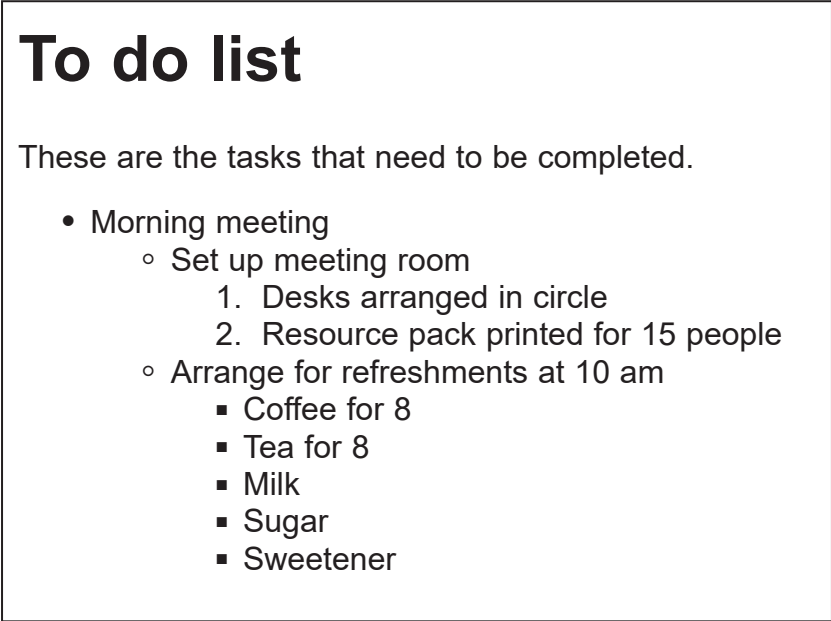 To do list
These are the tasks that need to be completed.
• Morning meeting
◦ Set up meeting room
1. Desks arranged in circle
2. Resource pack printed for 15 people
◦ Arrange for refreshments at 10 am
▪ Coffee for 8
▪ Tea for 8
▪ Milk
▪ Sugar
▪ Sweetener